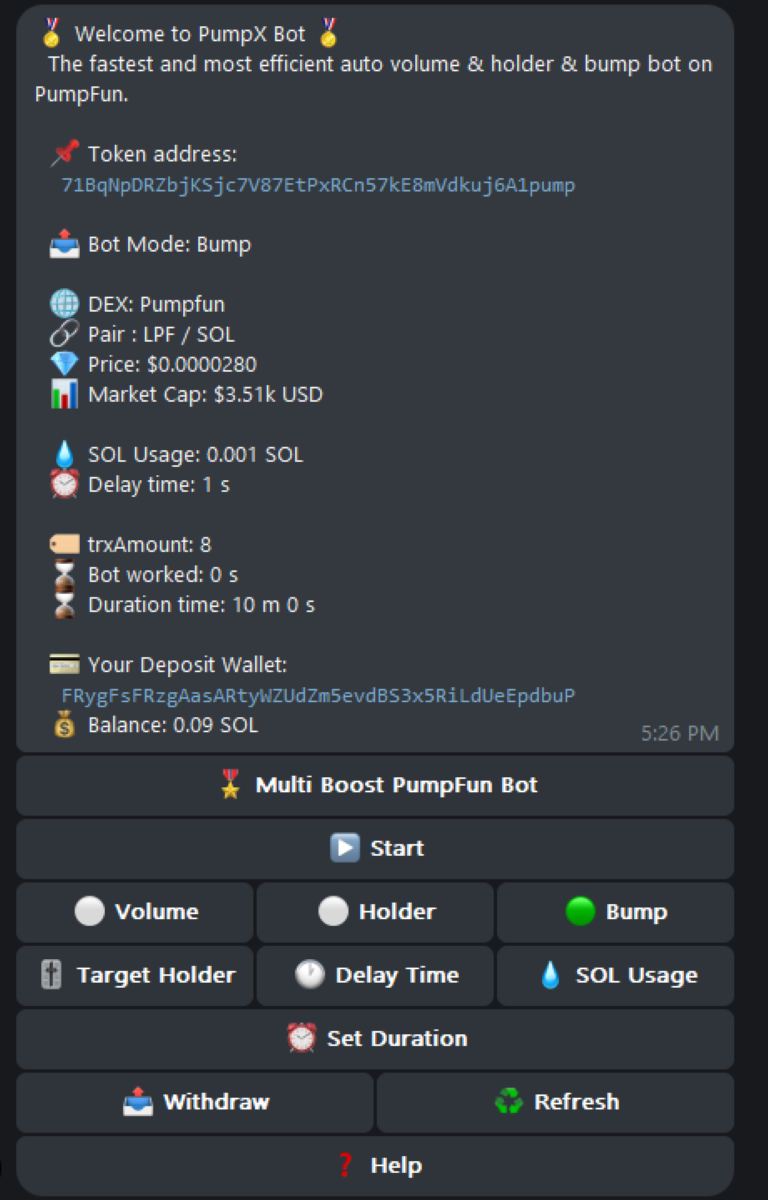 Welcome to PumpX Bot
The fastest and most efficient auto volume & holder & bump bot on
PumpFun.
Token address:
71BqNpDRZbjKSjc7V87EtPxRCn57kE8mVdkuj6A1pump
Bot Mode: Bump
DEX: Pumpfun
Pair : LPF / SOL
Price: $0.0000280
Market Cap: $3.51k USD
SOL Usage: 0.001 SOL
Delay time: 1 s
trxAmount: 8
Bot worked: 0 s
Duration time: 10 m 0 s
Your Deposit Wallet:
FRygFsFRzgAasARtyWZUdZm5evdBS3x5RiLdUeEpdbuP
Balance: 0.09 SOL
5:26 PM
Multi Boost PumpFun Bot
Start
Volume Holder Bump
Target Holder Delay Time SOL Usage
Set Duration
Withdraw Refresh
Help